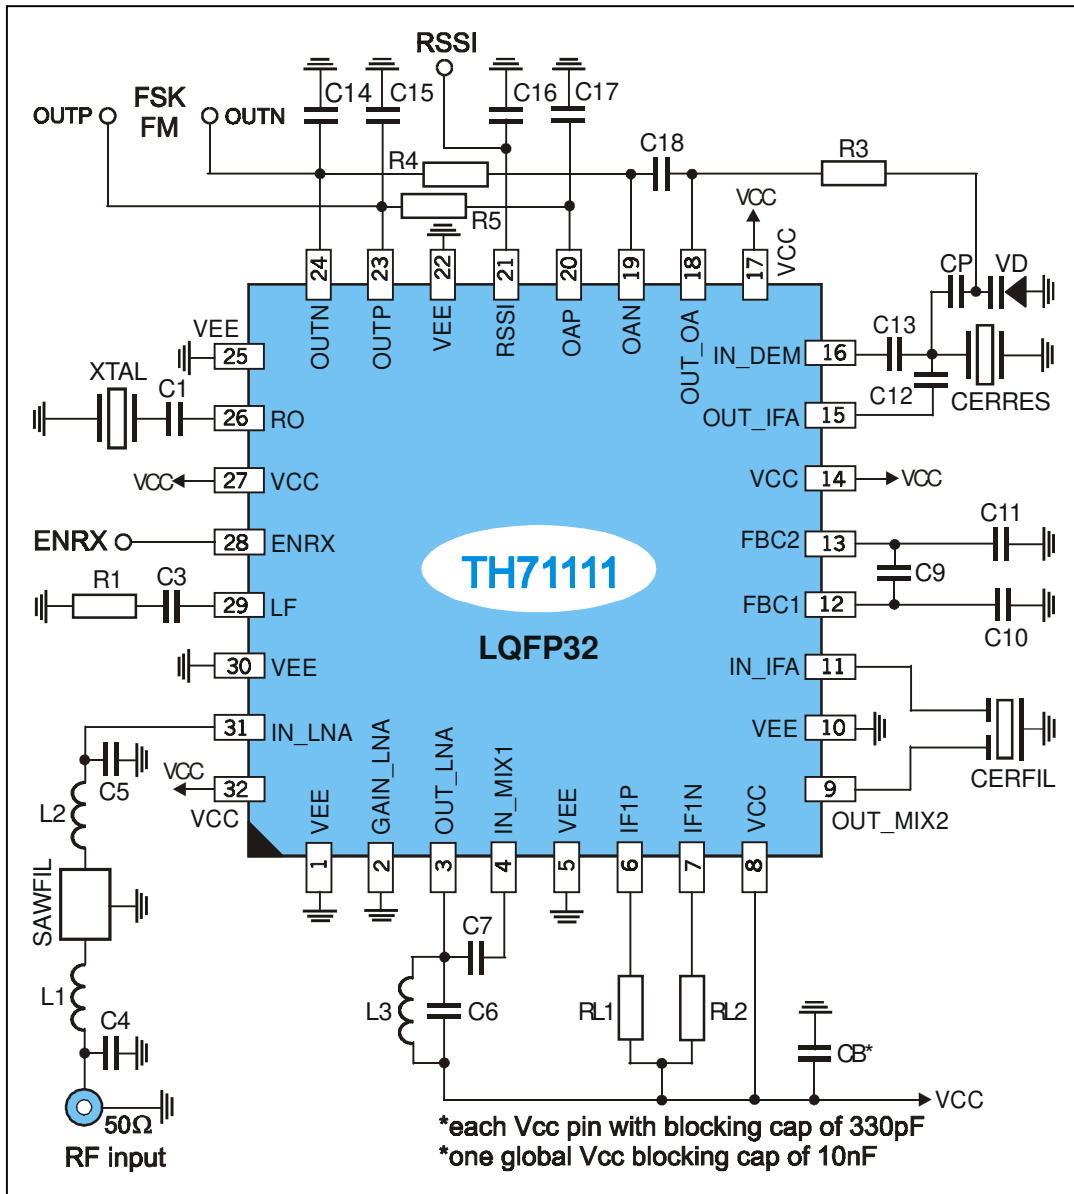 RSSI
C14
C15
C16
C17
OUTP
FSK
FM
OUTN
R4
C18
R3
R5
VCC
VCC
24
23
22
21
20
19
18
17
CP
VD
OUTN
OUTP
VEE
RSSI
OAP
OAN
OUT_OA
VEE
25
IN_DEM
16
C13
XTAL
C1
26
RO
C12
CERRES
OUT_IFA
15
VCC
27
VCC
VCC
14
VCC
ENRX
28
ENRX
FBC2
13
C11
TH71111
C9
R1
C3
29
LF
FBC1
12
C10
LQFP32
30
VEE
IN_IFA
11
31
IN_LNA
VEE
10
C5
VCC
32
VCC
CERFIL
9
OUT_MIX2
L2
VEE
GAIN_LNA
OUT_LNA
IN_MIX1
VEE
IF1P
IF1N
VCC
1
2
3
4
5
6
7
8
SAWFIL
C7
L1
L3
C6
RL1
RL2
C4
CB*
VCC
50Ω
RF input
*each Vcc pin with blocking cap of 330pF
*one global Vcc blocking cap of 10nF